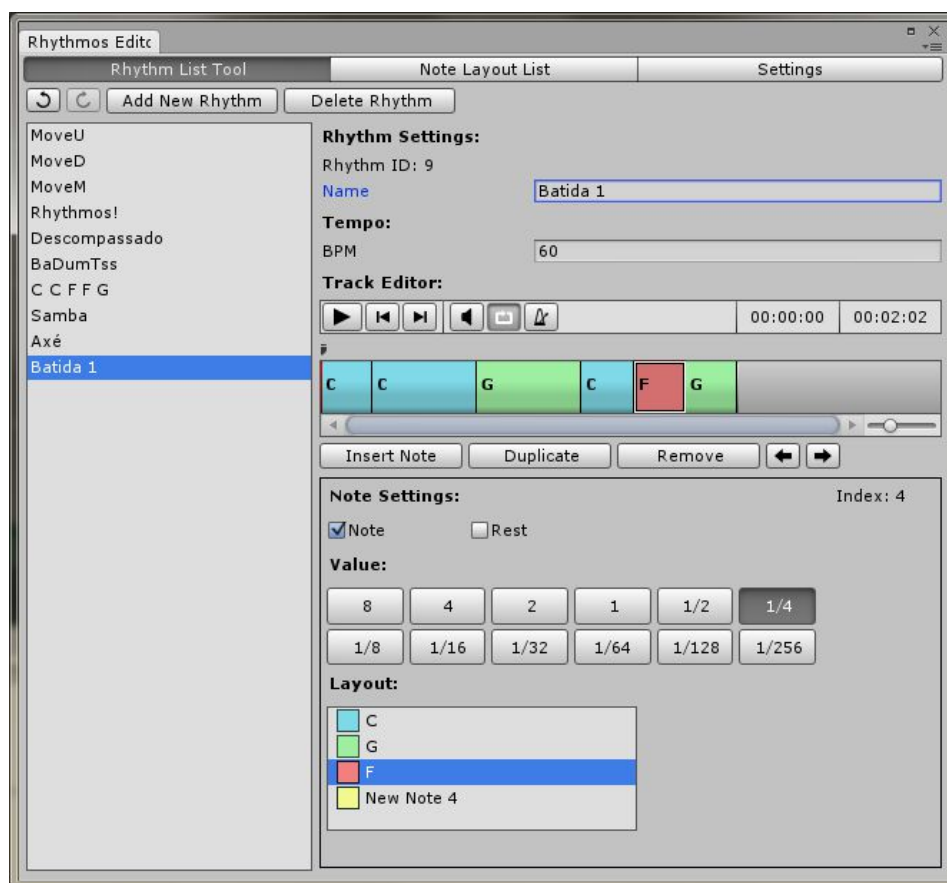 Rhythmos Editc
Rhythm List Tool Note Layout List Settings
Add New Rhythm Delete Rhythm
MoveU
MoveD
MoveM
Rhythmos!
Descompassado
BaDumTss
C C F F G
Samba
Axé
Batida 1
Rhythm Settings:
Rhythm ID: 9
Name Batida 1
Tempo:
BPM 60
Track Editor:
00:00:00 00:02:02
C C G C F G
Insert Note Duplicate Remove
Note Settings: Index: 4
Note Rest
Value:
8 4 2 1 1/2 1/4
1/8 1/16 1/32 1/64 1/128 1/256
Layout:
C
G
F
New Note 4